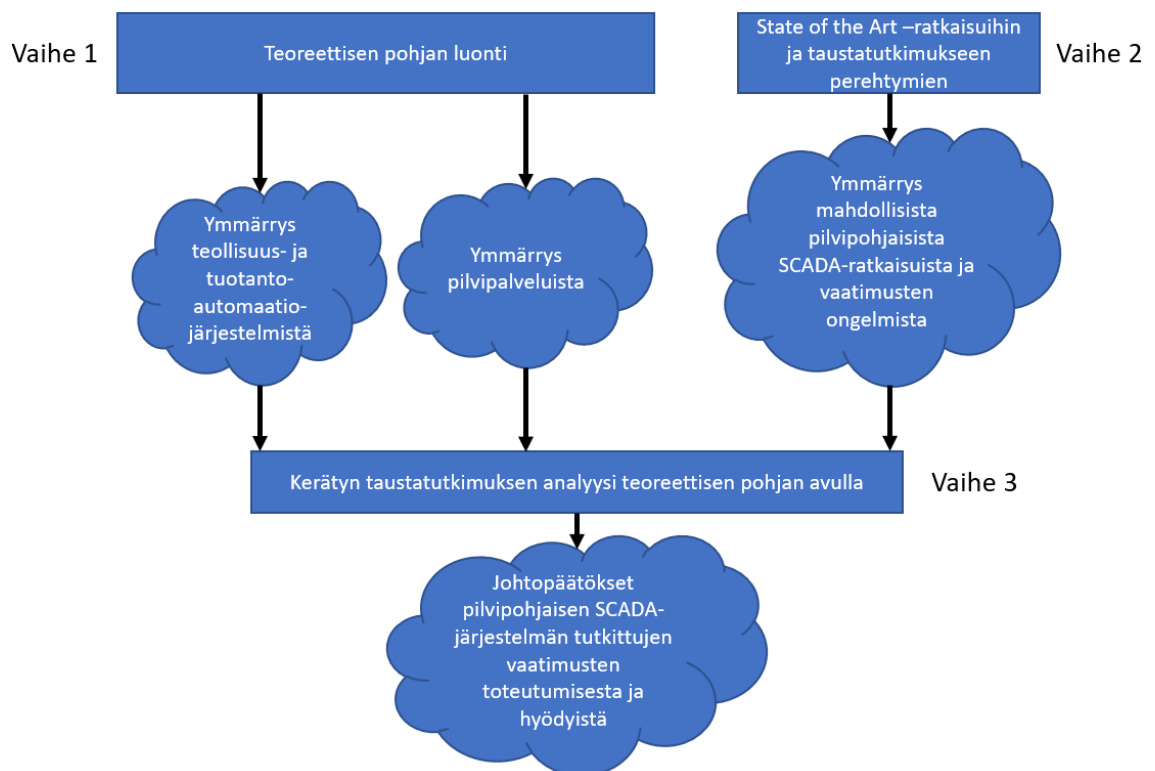 Vaihe 1
Teoreettisen pohjan luonti
State of the Art –ratkaisuihin
ja taustatutkimukseen
perehtymien
Vaihe 2
Ymmärrys
teollisuus- ja
tuotanto-
automaatio-
järjestelmistä
Ymmärrys
pilvipalveluista
Ymmärrys
mahdollisista
pilvipohjaisista
SCADA-ratkaisuista ja
vaatimusten
ongelmista
Kerätyn taustatutkimuksen analyysi teoreettisen pohjan avulla
Vaihe 3
Johtopäätökset
pilvipohjaisen SCADA-
järjestelmän tutkittujen
vaatimusten
toteutumisesta ja
hyödyistä